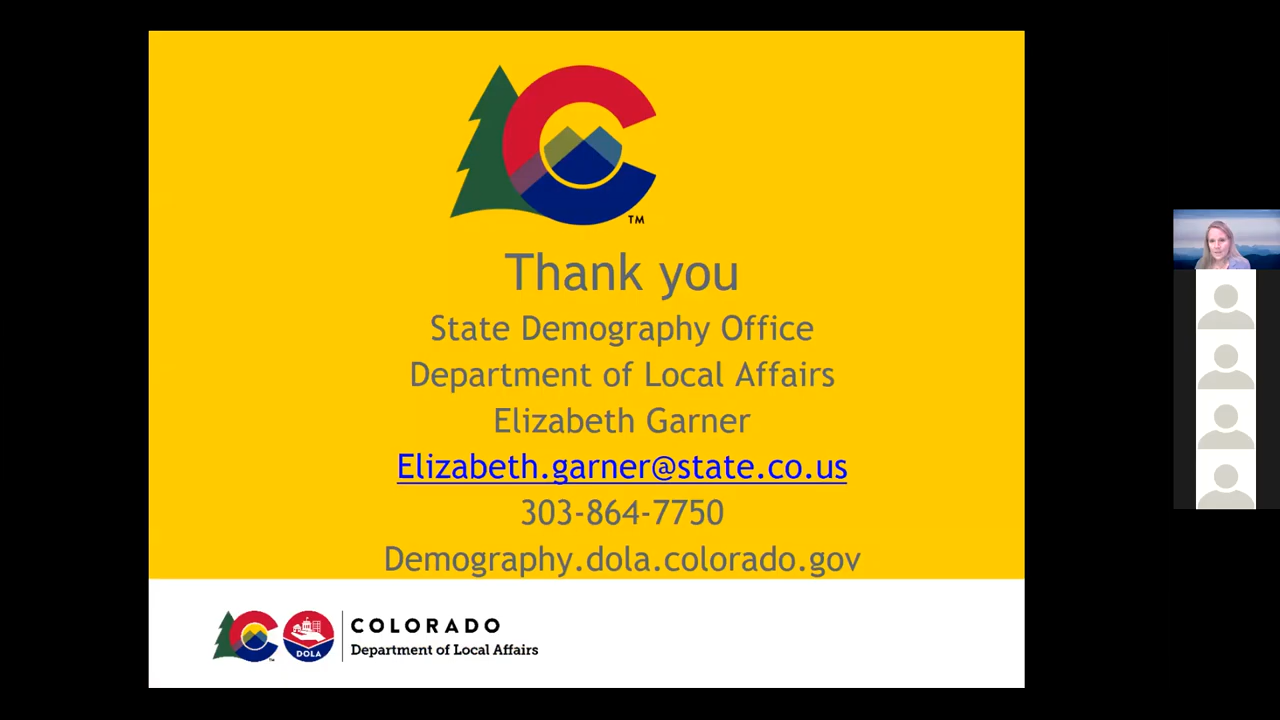 TM
Thank you
State Demography Office
Department of Local Affairs
Elizabeth Garner
Elizabeth.garner@state.co.us
303-864-7750
Demography.dola.colorado.gov
DOLA
COLORADO
Department of Local Affairs